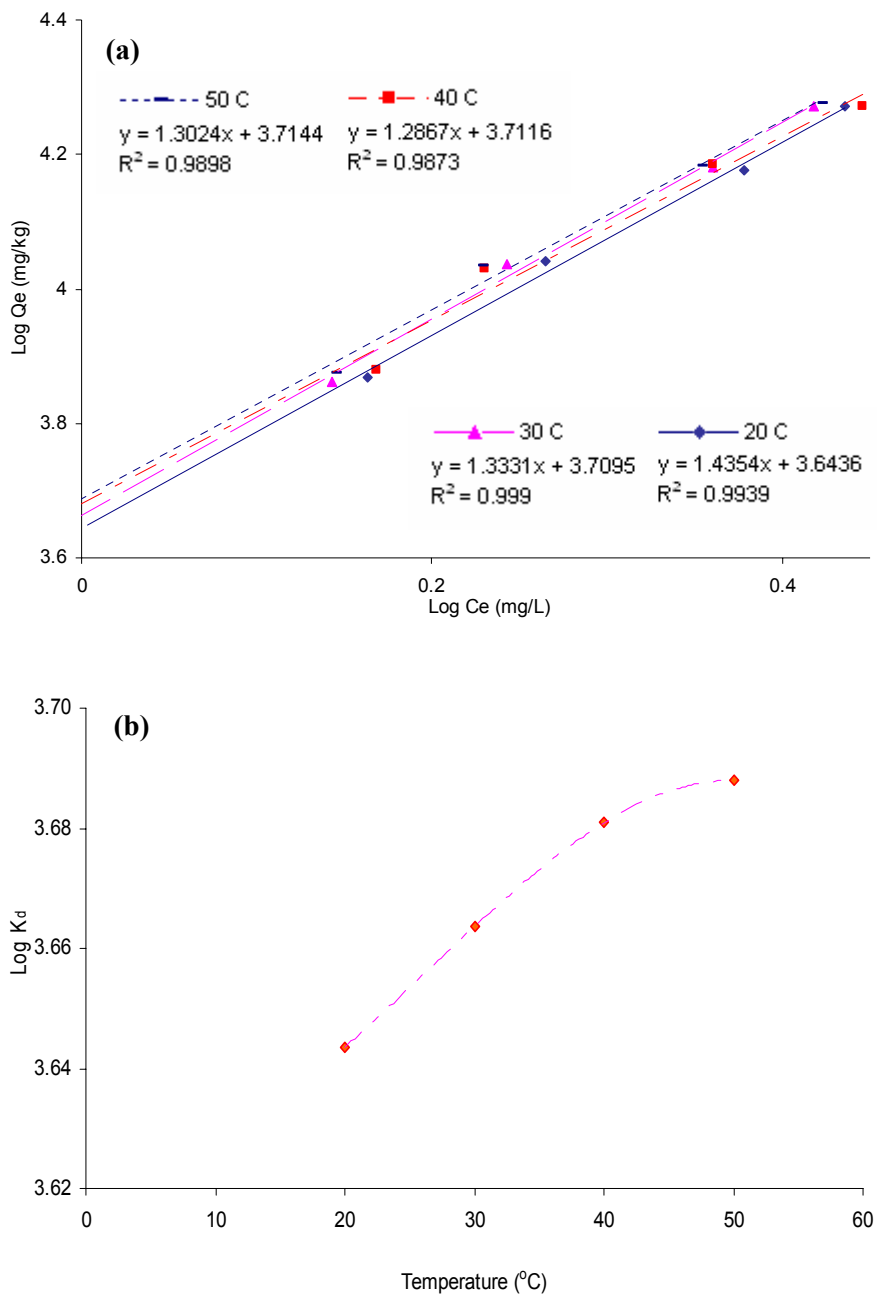 4.4
(a)
50 C
40 C
y = 1.3024x + 3.7144
y = 1.2867x + 3.7116
R² = 0.9898
R² = 0.9873
4.2
Log Qe (mg/kg)
4
3.8
30 C
20 C
y = 1.3331x + 3.7095
y = 1.4354x + 3.6436
R² = 0.999
R² = 0.9939
3.6
0
0.2
0.4
Log Ce (mg/L)
3.70
(b)
3.68
Log Kd
3.66
3.64
3.62
0
10
20
30
40
50
60
Temperature (°C)